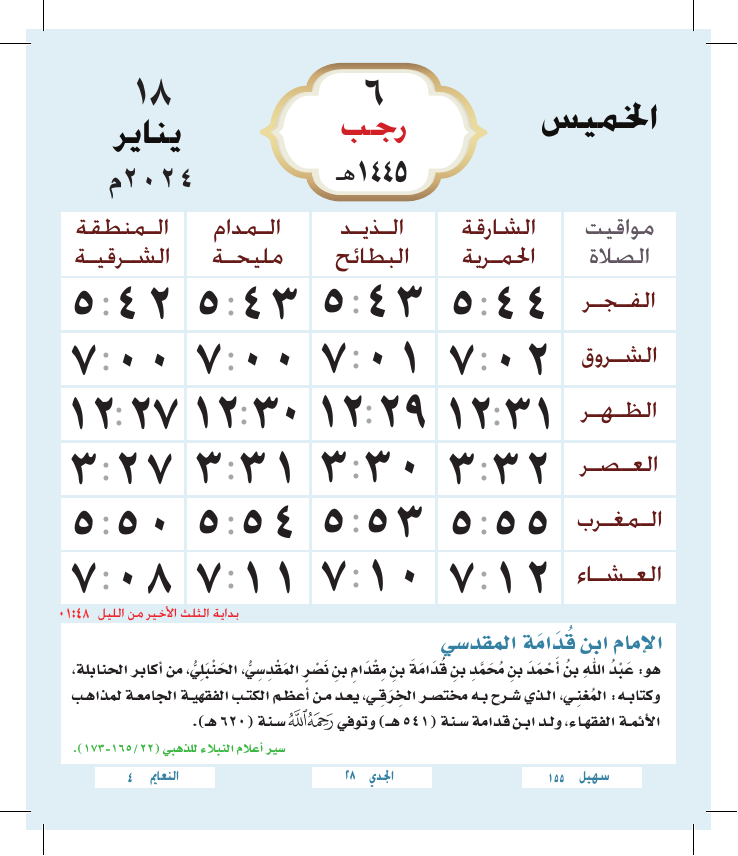 الخميس
٦
رجب
١٤٤٥هـ
١٨
يناير
٢٠٢٤م
مواقيت الصلاة | الشارقة الحمرية | الذيد البطائح | المدام مليحة | المنطقة الشرقية
الفجر ٥:٤٤ ٥:٤٣ ٥:٤٣ ٥:٤٢
الشروق ٧:٠٢ ٧:٠١ ٧:٠٠ ٧:٠٠
الظهر ١٢:٣١ ١٢:٢٩ ١٢:٣٠ ١٢:٢٧
العصر ٣:٣٢ ٣:٣٠ ٣:٣١ ٣:٢٧
المغرب ٥:٥٥ ٥:٥٣ ٥:٥٤ ٥:٥٠
العشاء ٧:١٢ ٧:١٠ ٧:١١ ٧:٠٨
بداية الثلث الأخير من الليل ٠١:٤٨
الإمام ابن قُدَامَة المقدسي
هو: عَبْدُ اللهِ بنُ أَحْمَدَ بنِ مُحَمَّدِ بنِ قُدَامَةَ بنِ مِقْدَامِ بنِ نَصْرٍ المَقْدِسِيُّ، الحَنْبَلِيُّ، من أكابر الحنابلة،
وكتابه: المُغني، الذي شرح به مختصر الخِرَقي، يعد من أعظم الكتب الفقهية الجامعة لمذاهب
الأئمة الفقهاء، ولد ابن قدامة سنة (٥٤١ هـ) وتوفي رَحِمَهُ اللَّهُ سنة (٦٢٠ هـ).
سير أعلام النبلاء للذهبي (٢٢/١٦٥-١٧٣).
سهيل ١٥٥
الجدي ٢٨
النعايم ٤